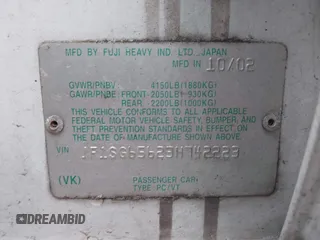 MFD BY FUJI HEAVY IND. LTD. JAPAN
MFD IN 10/02
GVWR/PNBV 4150LB(1880KG)
GAWR/PNBE FRONT 2050LB( 930KG)
REAR 2200LB(1000KG)
THIS VEHICLE CONFORMS TO ALL APPLICABLE
FEDERAL MOTOR VEHICLE SAFETY, BUMPER, AND
THEFT PREVENTION STANDARDS IN EFFECT ON
THE DATE OF MANUFACTURE SHOWN ABOVE.
VIN
(VK) PASSENGER CAR
TYPE PC/VT
DREAMBID